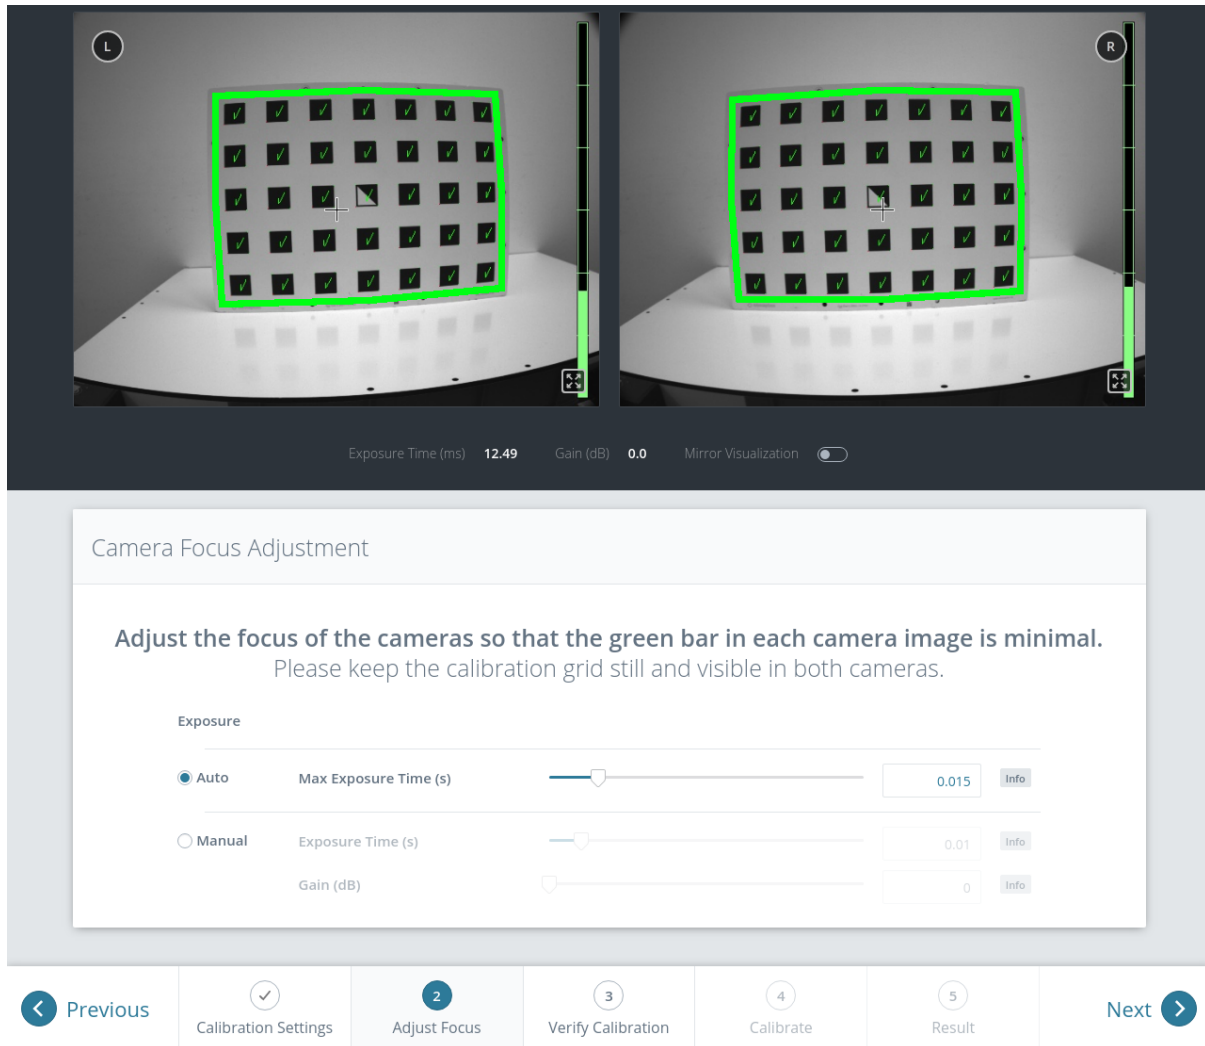 L
R
Exposure Time (ms) 12.49 Gain (dB) 0.0 Mirror Visualization
Camera Focus Adjustment
Adjust the focus of the cameras so that the green bar in each camera image is minimal.
Please keep the calibration grid still and visible in both cameras.
Exposure
Auto Max Exposure Time (s) 0.015 Info
Manual Exposure Time (s) 0.01 Info
Gain (dB) 0 Info
Previous
2 3 4 5
Calibration Settings Adjust Focus Verify Calibration Calibrate Result
Next